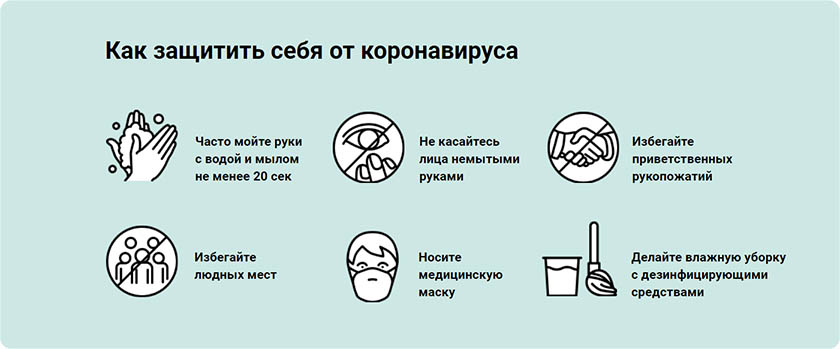 Как защитить себя от коронавируса
Часто мойте руки
с водой и мылом
не менее 20 сек
Не касайтесь
лица немытыми
руками
Избегайте
приветственных
рукопожатий
Избегайте
людных мест
Носите
медицинскую
маску
Делайте влажную уборку
с дезинфицирующими
средствами